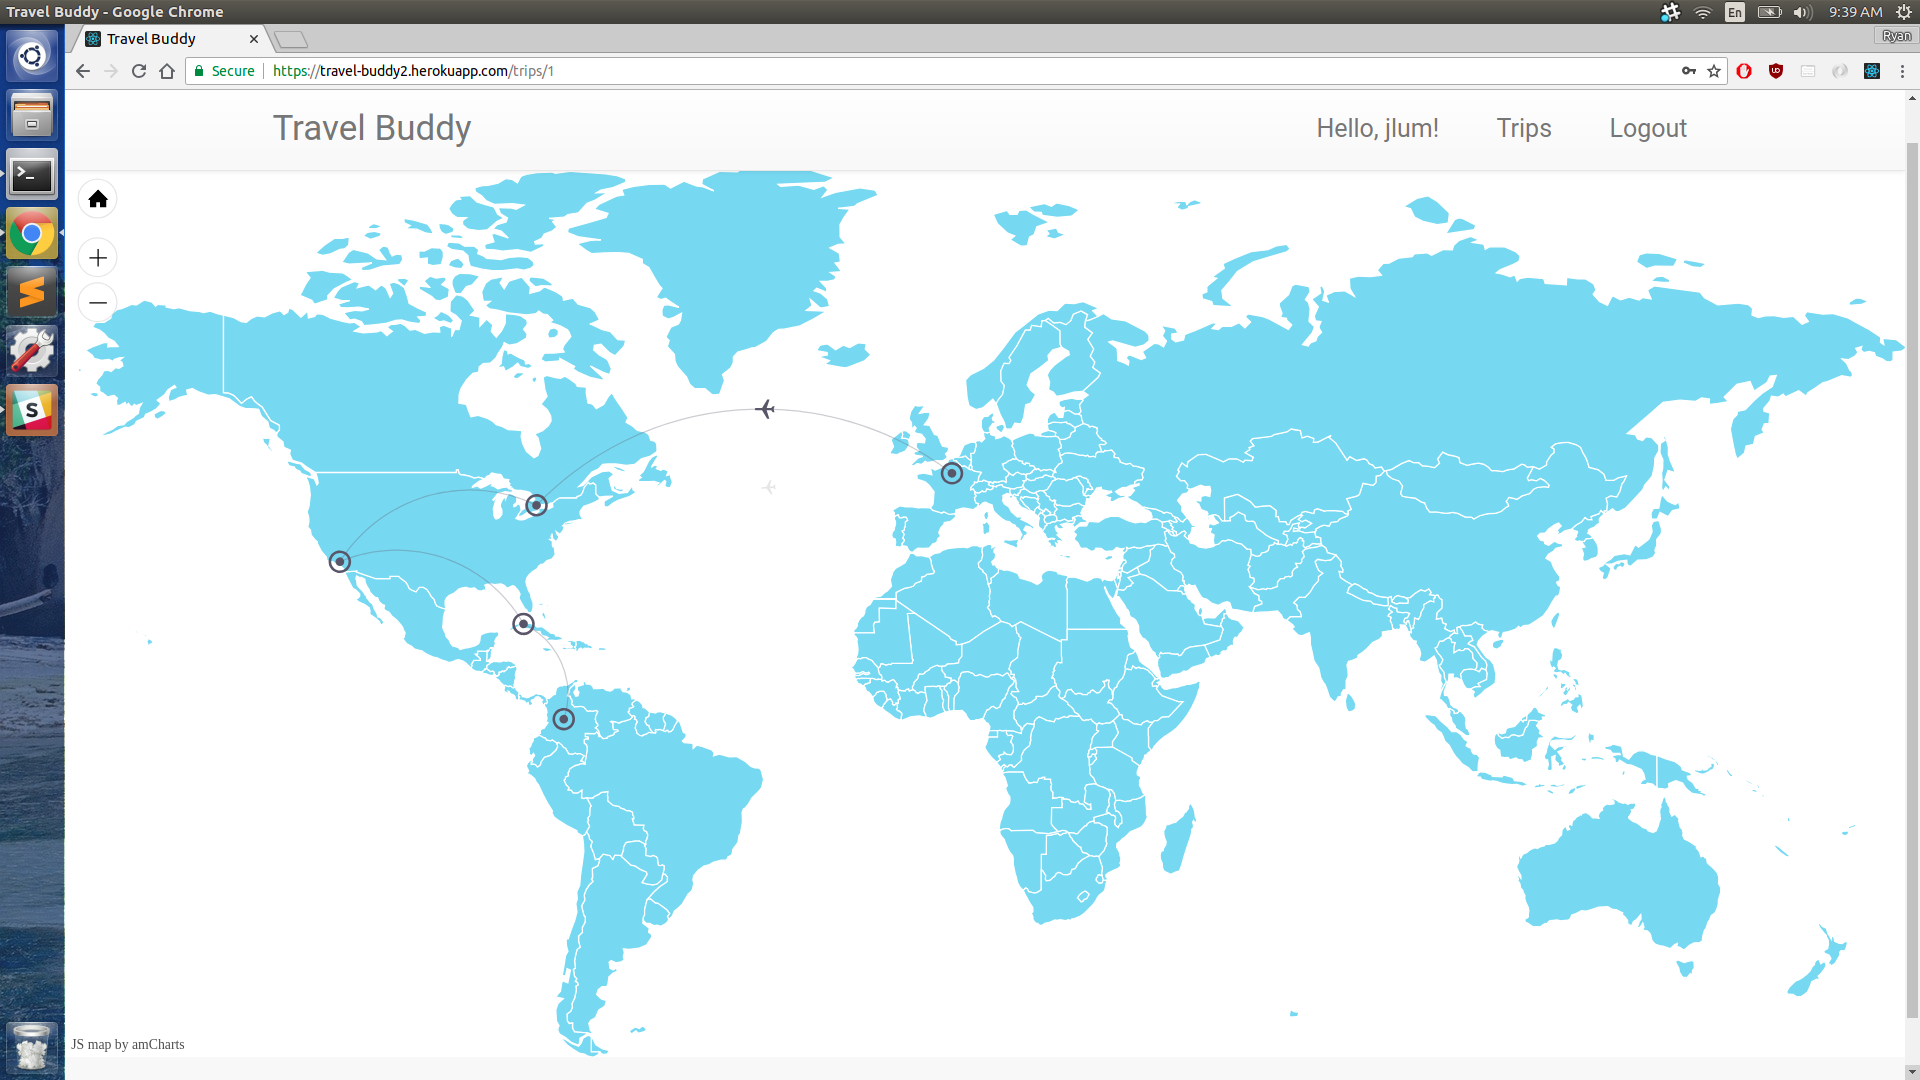 Travel Buddy - Google Chrome
En
9:39 AM
Travel Buddy
Ryan
Secure
https://travel-buddy2.herokuapp.com/trips/1
Travel Buddy
Hello, jlum!
Trips
Logout
JS map by amCharts